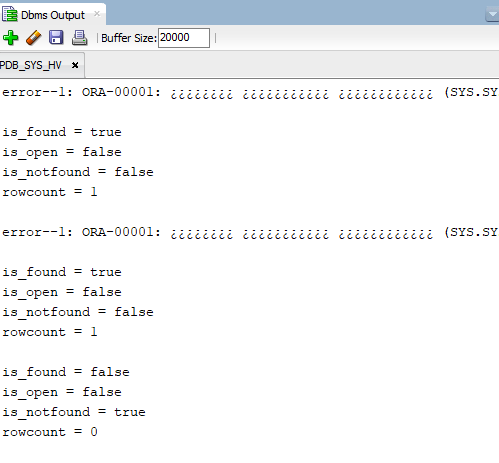 Dbms Output ×
Buffer Size: 20000
PDB_SYS_HV ×
error--1: ORA-00001: ¿¿¿¿¿¿¿¿ ¿¿¿¿¿¿¿¿¿¿¿ ¿¿¿¿¿¿¿¿¿¿¿¿ (SYS.SY
is_found = true
is_open = false
is_notfound = false
rowcount = 1
error--1: ORA-00001: ¿¿¿¿¿¿¿¿ ¿¿¿¿¿¿¿¿¿¿¿ ¿¿¿¿¿¿¿¿¿¿¿¿ (SYS.SY
is_found = true
is_open = false
is_notfound = false
rowcount = 1
is_found = false
is_open = false
is_notfound = true
rowcount = 0